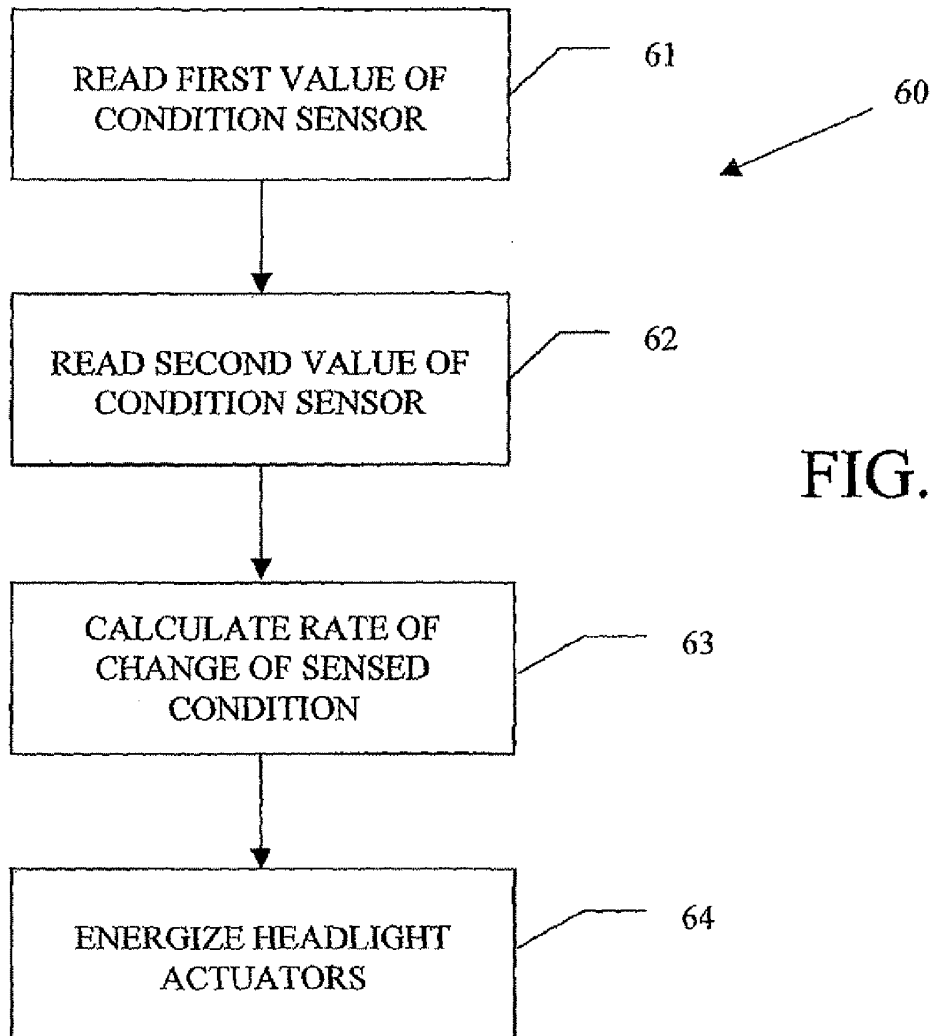 READ FIRST VALUE OF
CONDITION SENSOR
61
60
READ SECOND VALUE OF
CONDITION SENSOR
62
FIG.
CALCULATE RATE OF
CHANGE OF SENSED
CONDITION
63
ENERGIZE HEADLIGHT
ACTUATORS
64